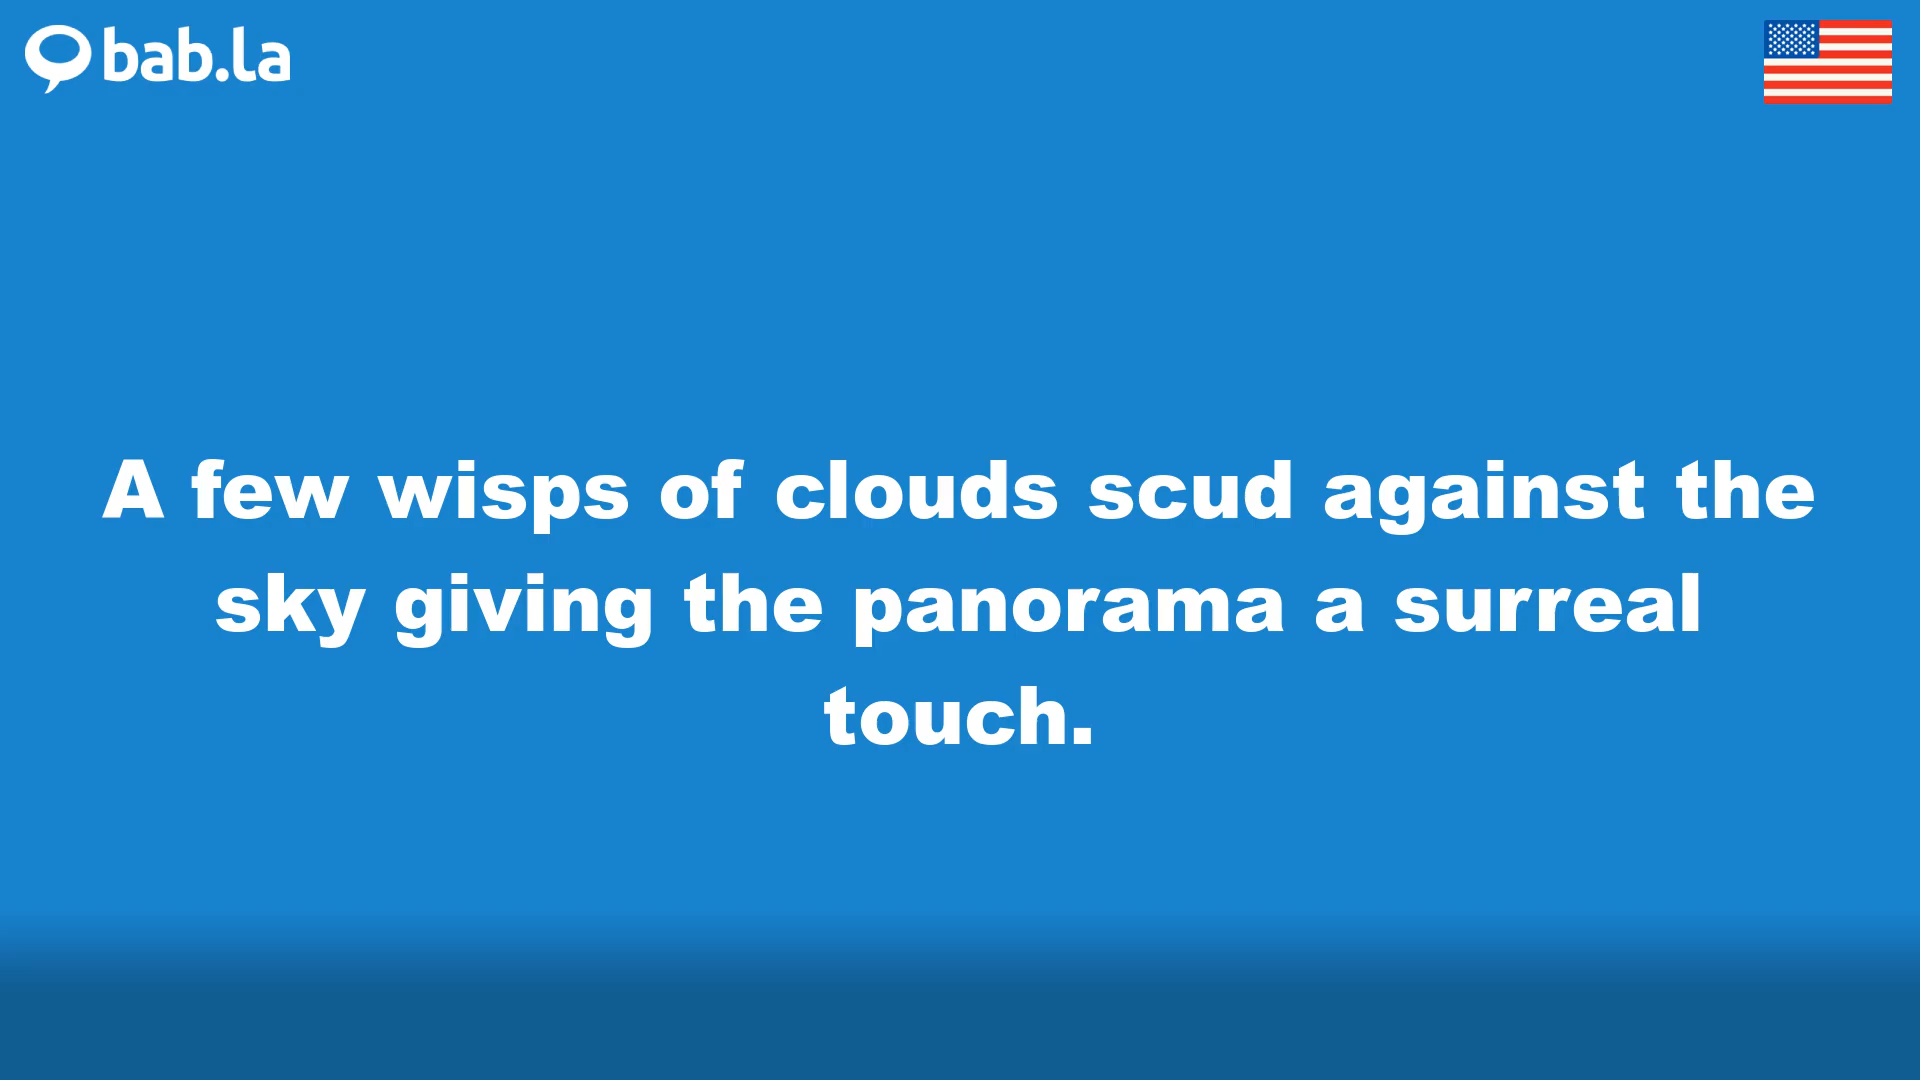 bab.la
A few wisps of clouds scud against the
sky giving the panorama a surreal
touch.